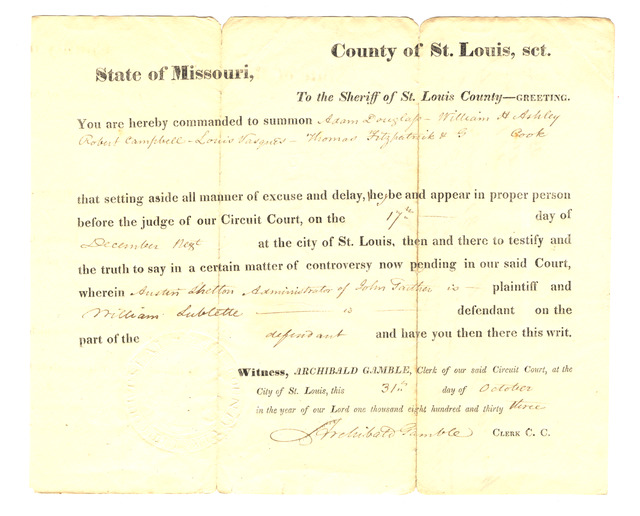 County of St. Louis, sct.
State of Missouri,
To the Sheriff of St. Louis County—GREETING.
You are hereby commanded to summon Adam Douglass - William H Ashley
Robert Campbell - Louis Vasques - Thomas Fitzpatrick & G Cook
that setting aside all manner of excuse and delay, they be and appear in proper person
before the judge of our Circuit Court, on the 17th day of
December Next at the city of St. Louis, then and there to testify and
the truth to say in a certain matter of controversy now pending in our said Court,
wherein Austin Shelton Administrator of John is plaintiff and
William Sublette is defendant on the
part of the defendant and have you then there this writ.
Witness, ARCHIBALD GAMBLE, Clerk of our said Circuit Court, at the
City of St. Louis, this 31st day of October
in the year of our Lord one thousand eight hundred and thirty three
Archibald Gamble CLERK C. C.